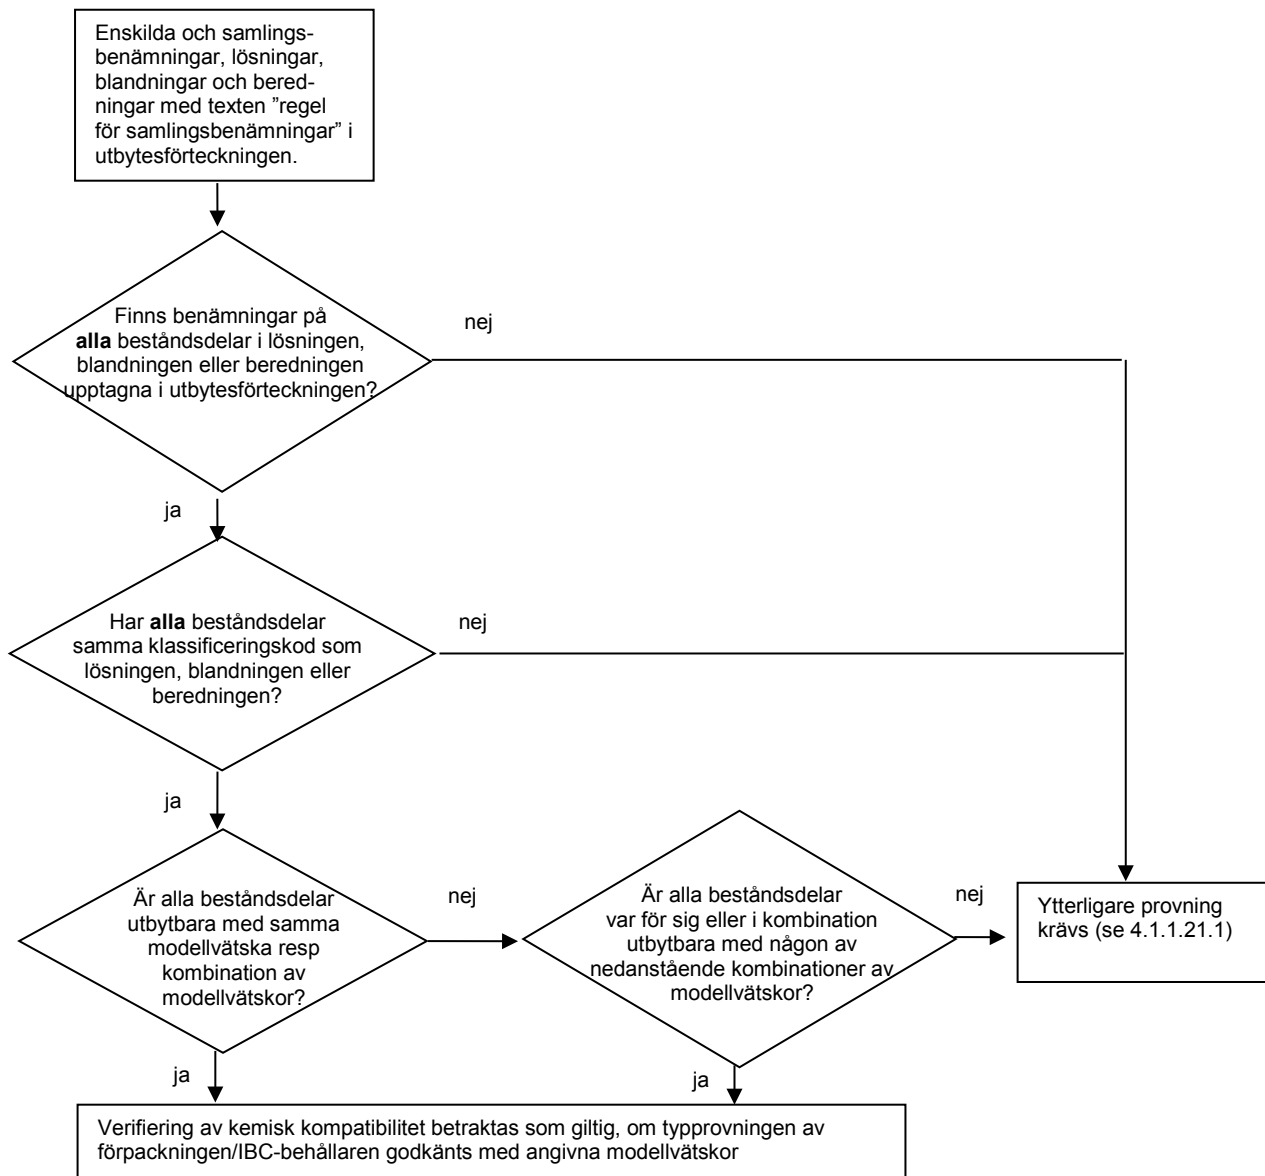 Enskilda och samlings-
benämningar, lösningar,
blandningar och bered-
ningar med texten ”regel
för samlingsbenämningar” i
utbytesförteckningen.
Finns benämningar på
alla beståndsdelar i lösningen,
blandningen eller beredningen
upptagna i utbytesförteckningen?
nej
ja
Har alla beståndsdelar
samma klassificeringskod som
lösningen, blandningen eller
beredningen?
nej
ja
Är alla beståndsdelar
utbytbara med samma
modellvätska resp
kombination av
modellvätskor?
nej
Är alla beståndsdelar
var för sig eller i kombination
utbytbara med någon av
nedanstående kombinationer av
modellvätskor?
nej
Ytterligare provning
krävs (se 4.1.1.21.1)
ja
ja
Verifiering av kemisk kompatibilitet betraktas som giltig, om typprovningen av
förpackningen/IBC-behållaren godkänts med angivna modellvätskor